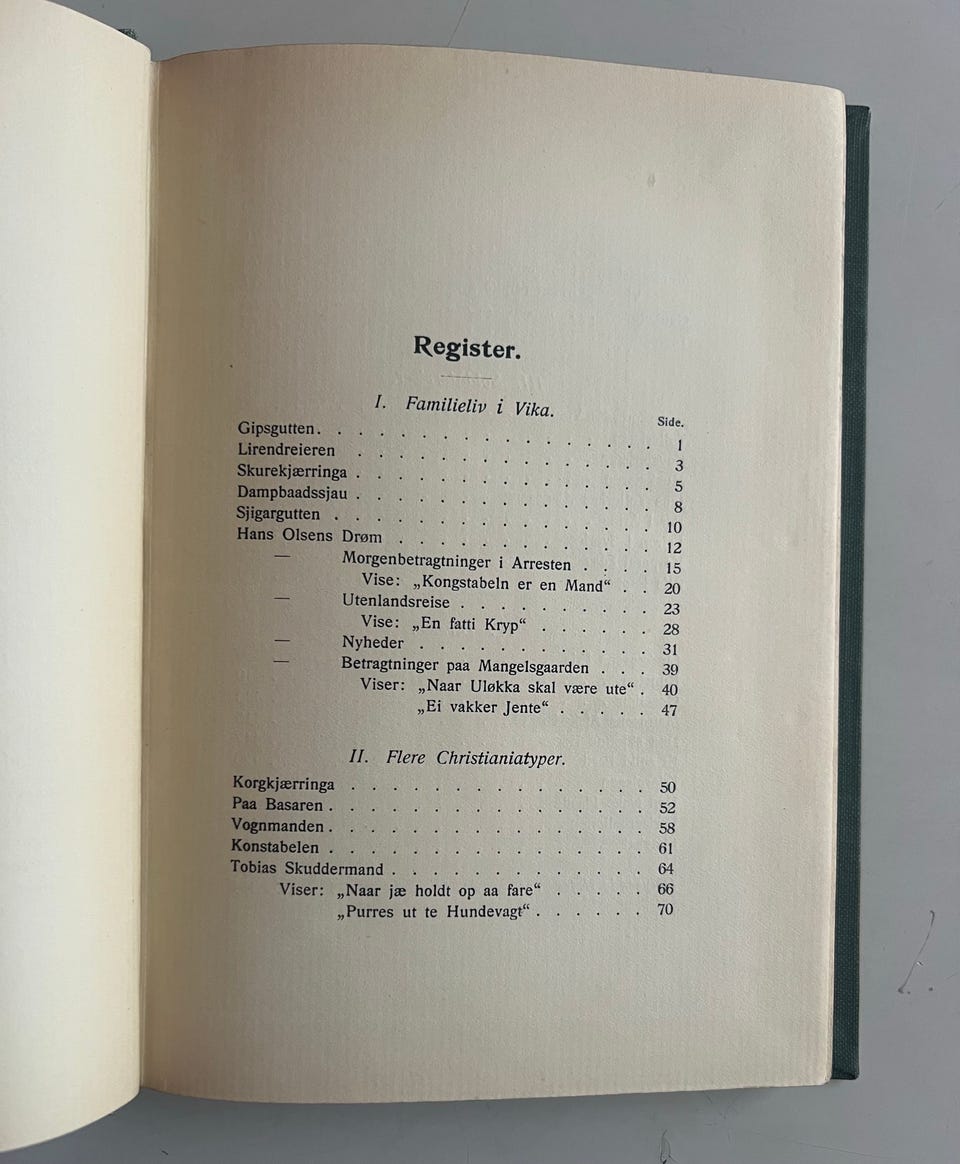 Register.
I. Familieliv i Vika.
Side.
Gipsgutten. . . . . . . . . . . . . . . . . 1
Lirendreieren . . . . . . . . . . . . . . . 3
Skurekjærringa . . . . . . . . . . . . . . . 5
Dampbaadssjau . . . . . . . . . . . . . . . 8
Sjigargutten . . . . . . . . . . . . . . . . 10
Hans Olsens Drøm . . . . . . . . . . . . . 12
— Morgenbetragtninger i Arresten . . . . 15
Vise: „Kongstabeln er en Mand“ . . 20
— Utenlandsreise . . . . . . . . . . 23
Vise: „En fatti Kryp“ . . . . . . 28
— Nyheder . . . . . . . . . . . . 31
— Betragtninger paa Mangelsgaarden . . . 39
Viser: „Naar Uløkka skal være ute“ . 40
„Ei vakker Jente“ . . . . . 47
II. Flere Christianiatyper.
Korgkjærringa . . . . . . . . . . . . . . . 50
Paa Basaren . . . . . . . . . . . . . . . . 52
Vognmanden . . . . . . . . . . . . . . . . 58
Konstabelen . . . . . . . . . . . . . . . . 61
Tobias Skuddermand . . . . . . . . . . . . . 64
Viser: „Naar jæ holdt op aa fare“ . . . . . 66
„Purres ut te Hundevagt“ . . . . . . 70